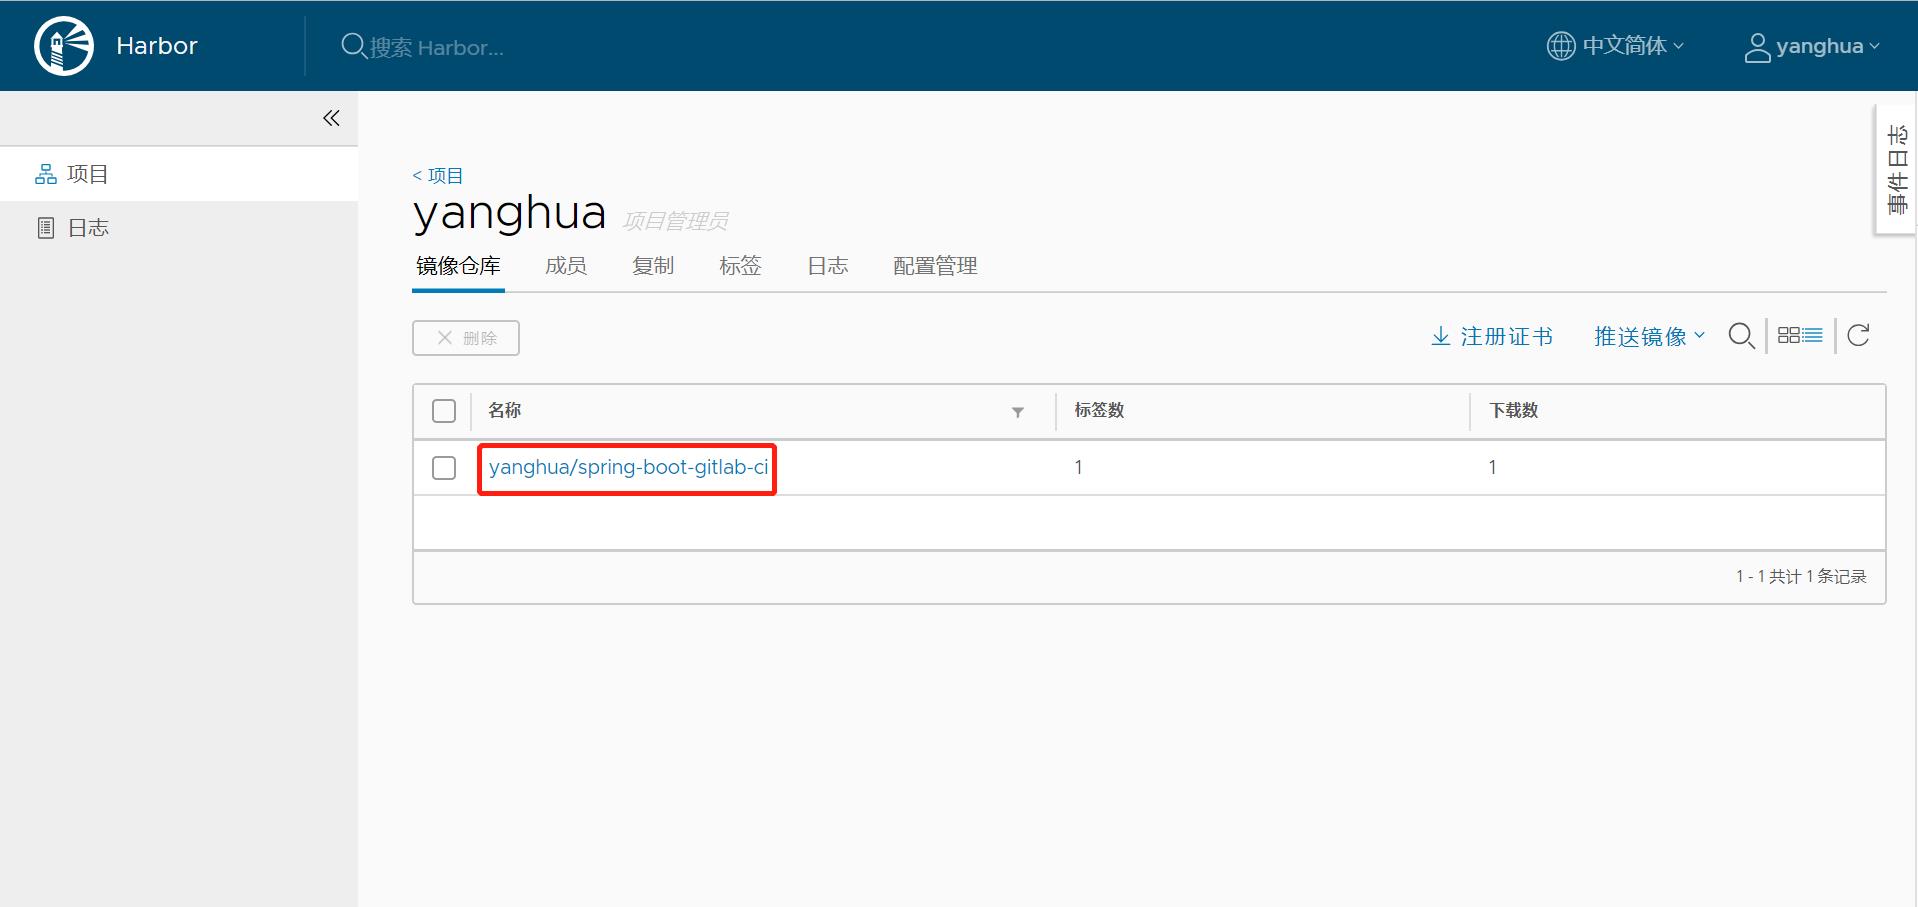 Harbor
搜索 Harbor...
中文简体
yanghua
项目
日志
事件日志
< 项目
yanghua 项目管理员
镜像仓库 成员 复制 标签 日志 配置管理
删除
注册证书 推送镜像
名称 标签数 下载数
yanghua/spring-boot-gitlab-ci 1 1
1 - 1 共计 1 条记录